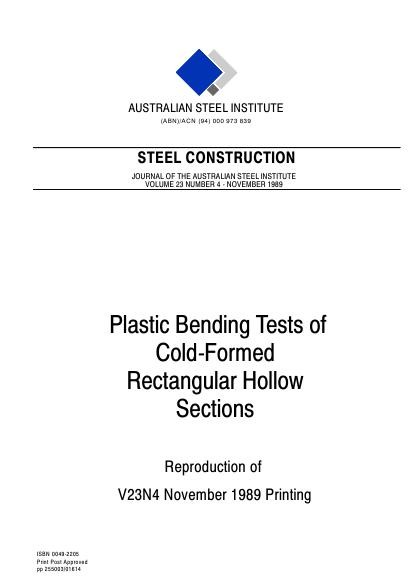 AUSTRALIAN STEEL INSTITUTE
(ABN)/ACN (94) 000 973 839
STEEL CONSTRUCTION
JOURNAL OF THE AUSTRALIAN STEEL INSTITUTE
VOLUME 23 NUMBER 4 - NOVEMBER 1989
Plastic Bending Tests of
Cold-Formed
Rectangular Hollow
Sections
Reproduction of
V23N4 November 1989 Printing
ISBN 0049-2205
Print Post Approved
pp 255003/01614